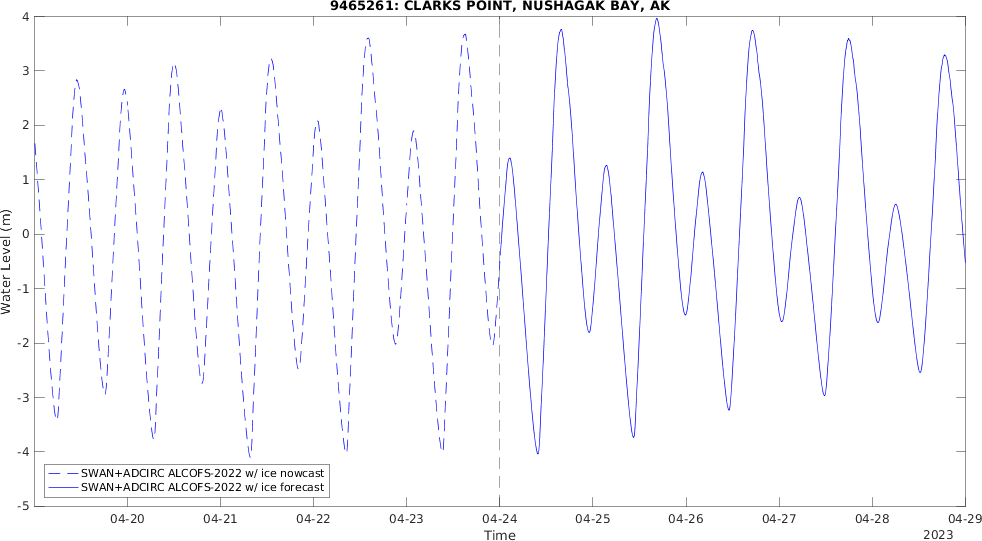 9465261: CLARKS POINT, NUSHAGAK BAY, AK
4
3
2
1
0
-1
-2
-3
-4
-5
Water Level (m)
SWAN+ADCIRC ALCOFS-2022 w/ ice nowcast
SWAN+ADCIRC ALCOFS-2022 w/ ice forecast
04-20 04-21 04-22 04-23 04-24 04-25 04-26 04-27 04-28 04-29
Time
2023